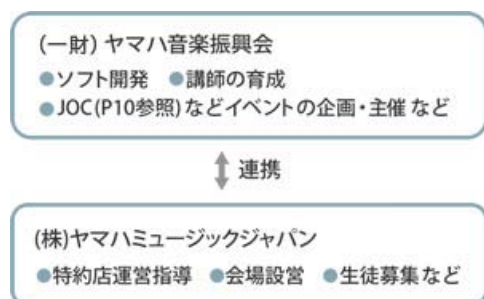 (一財)ヤマハ音楽振興会
●ソフト開発 ●講師の育成
●JOC(P10参照)などイベントの企画・主催 など
連携
(株)ヤマハミュージックジャパン
●特約店運営指導 ●会場設営 ●生徒募集など